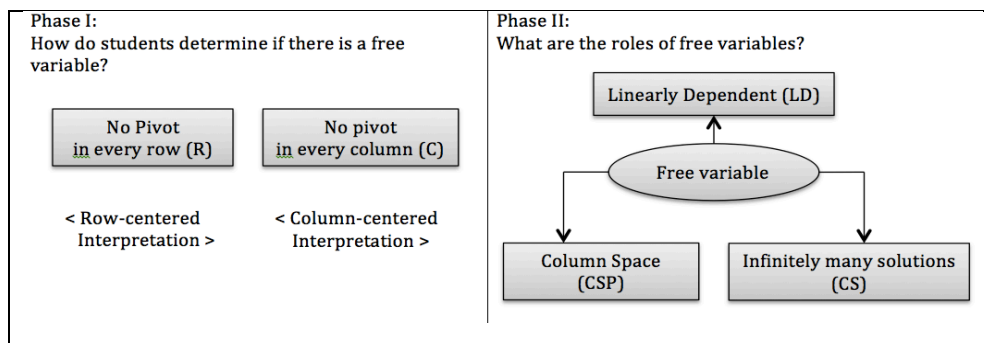 Phase I:
How do students determine if there is a free
variable?
No Pivot
in every row (R)
No pivot
in every column (C)
< Row-centered
Interpretation >
< Column-centered
Interpretation >
Phase II:
What are the roles of free variables?
Linearly Dependent (LD)
Free variable
Column Space
(CSP)
Infinitely many solutions
(CS)